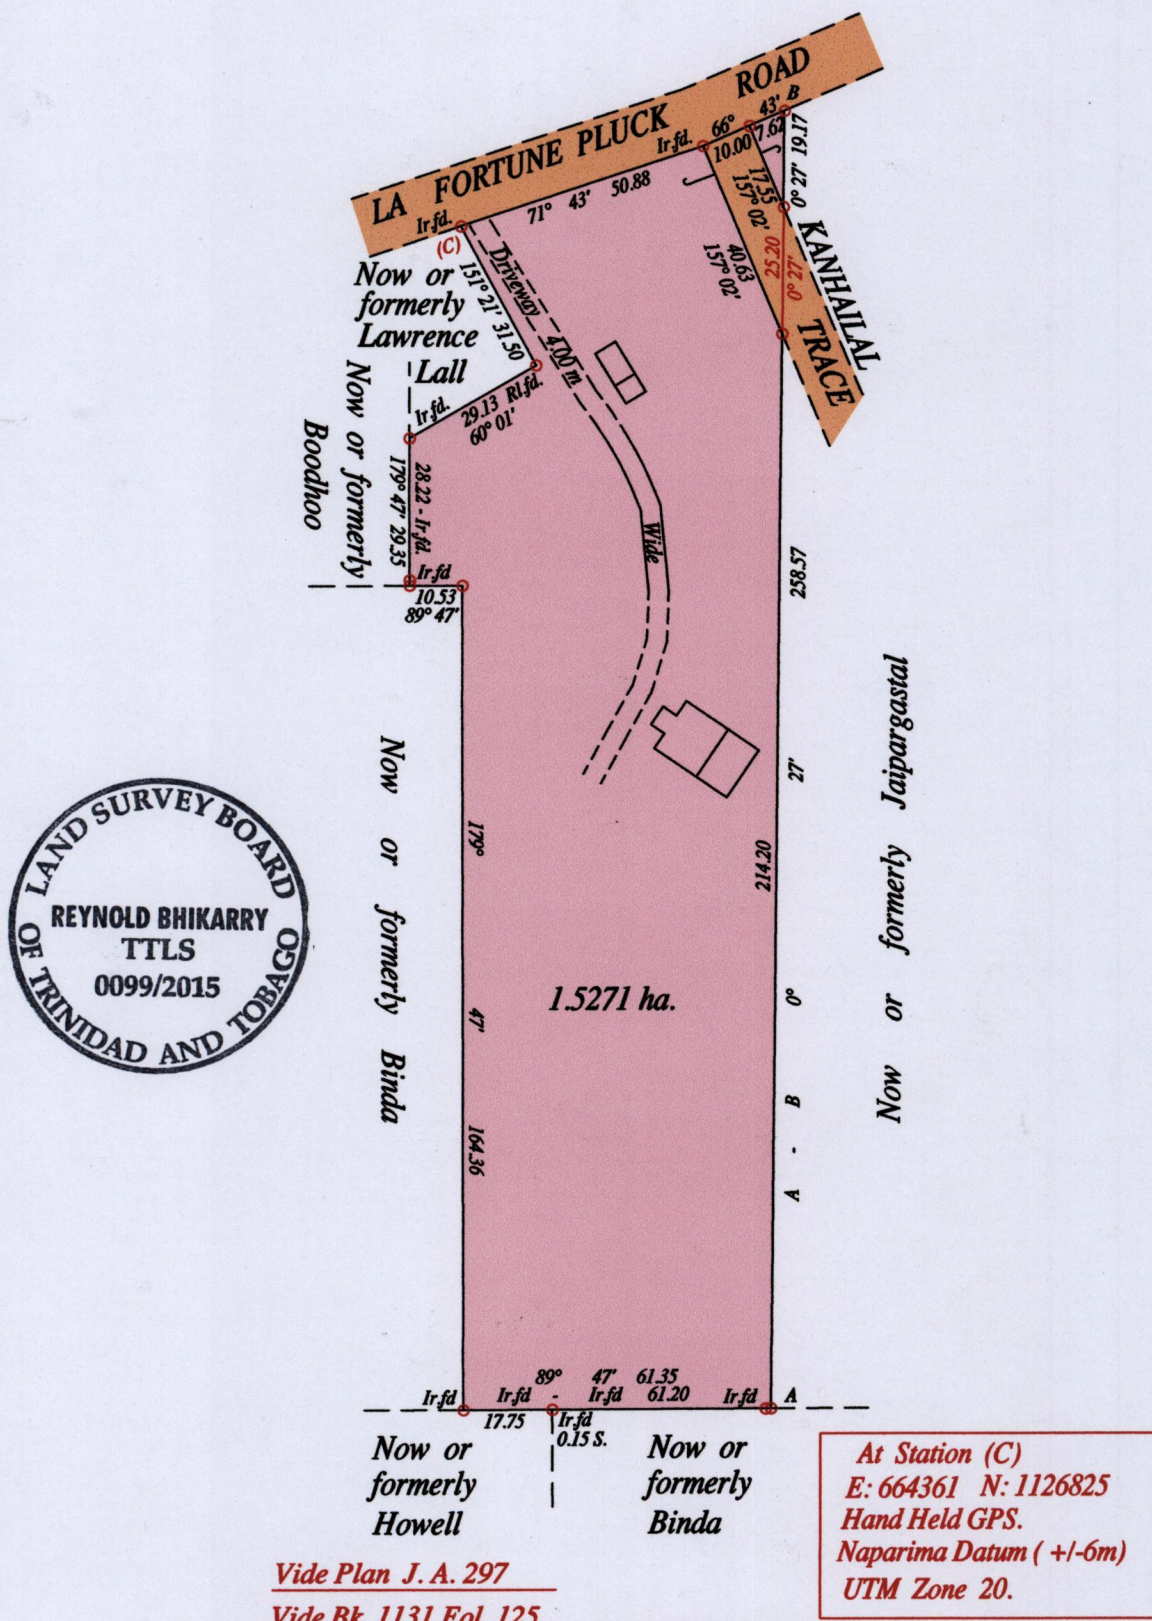 LA FORTUNE PLUCK ROAD
66° 43' B
10.00 7.62
Ir.fd.
71° 43' 50.88
Ir.fd.
(C)
0° 27' 19.17
17.55
157° 02'
40.63
157° 02'
25.20
0° 27'
KANHAILAL
TRACE
151° 21' 31.50
Driveway 4.00 m Wide
Now or
formerly
Lawrence
Lall
Ir.fd.
29.13 Rl.fd.
60° 01'
Now or formerly
Boodhoo
28.22 - Ir.fd.
179° 47' 29.35
Ir.fd
10.53
89° 47'
258.57
27'
214.20
0°
A - B
Now or formerly Jaipargastal
Now or formerly Binda
179°
47'
164.36
1.5271 ha.
LAND SURVEY BOARD
REYNOLD BHIKARRY
TTLS
0099/2015
OF TRINIDAD AND TOBAGO
89° 47' 61.35
Ir.fd Ir.fd - Ir.fd 61.20 Ir.fd A
17.75 Ir.fd
0.15 S.
Now or
formerly
Howell
Now or
formerly
Binda
At Station (C)
E: 664361 N: 1126825
Hand Held GPS.
Naparima Datum ( +/-6m)
UTM Zone 20.
Vide Plan J. A. 297
Vide Bk. 1131 Fol. 125